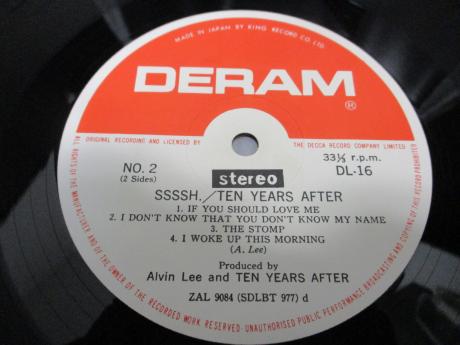 MADE IN JAPAN BY KING RECORD CO. LTD.
DERAM
®
ORIGINAL RECORDING AND LICENSED BY
THE DECCA RECORD COMPANY LIMITED
NO. 2
(2 Sides)
stereo
33⅓ r.p.m.
DL-16
SSSSH./TEN YEARS AFTER
1. IF YOU SHOULD LOVE ME
2. I DON'T KNOW THAT YOU DON'T KNOW MY NAME
3. THE STOMP
4. I WOKE UP THIS MORNING
(A. Lee)
Produced by
Alvin Lee and TEN YEARS AFTER
ZAL 9084 (SDLBT 977) d
ALL RIGHTS OF THE MANUFACTURER AND OF THE OWNER OF THE RECORDED WORK RESERVED·UNAUTHORISED PUBLIC PERFORMANCE BROADCASTING AND COPYING OF THIS RECORD PROHIBITED